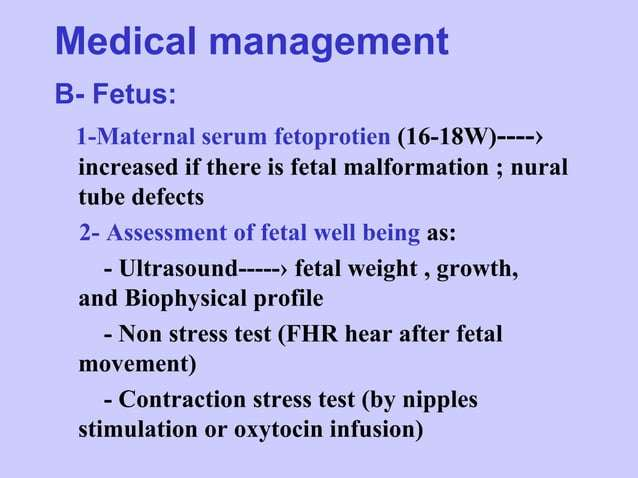 Medical management
B- Fetus:
1-Maternal serum fetoprotien (16-18W)----›
increased if there is fetal malformation ; nural
tube defects
2- Assessment of fetal well being as:
- Ultrasound-----› fetal weight , growth,
and Biophysical profile
- Non stress test (FHR hear after fetal
movement)
- Contraction stress test (by nipples
stimulation or oxytocin infusion)